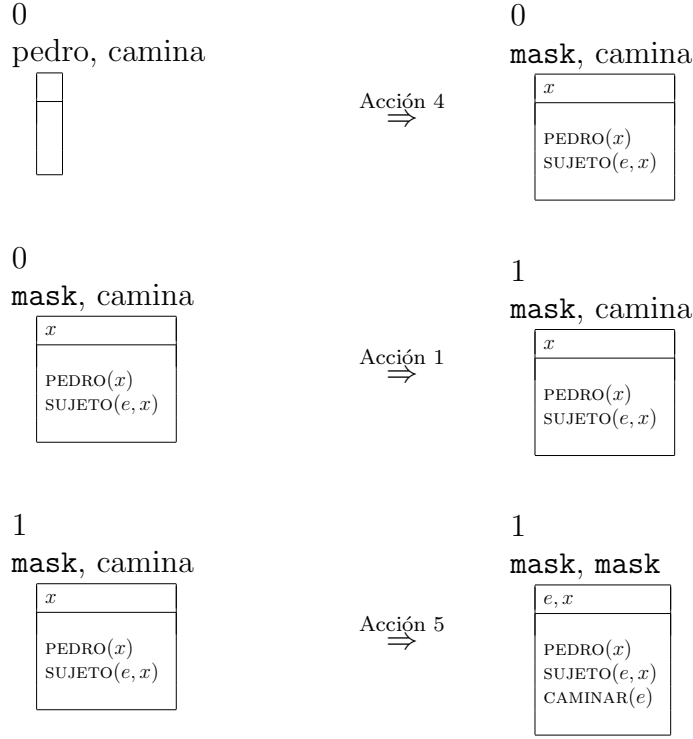 0
pedro, camina
Acción 4
⇒
0
mask, camina
x
PEDRO(x)
SUJETO(e, x)
0
mask, camina
x
PEDRO(x)
SUJETO(e, x)
Acción 1
⇒
1
mask, camina
x
PEDRO(x)
SUJETO(e, x)
1
mask, camina
x
PEDRO(x)
SUJETO(e, x)
Acción 5
⇒
1
mask, mask
e, x
PEDRO(x)
SUJETO(e, x)
CAMINAR(e)